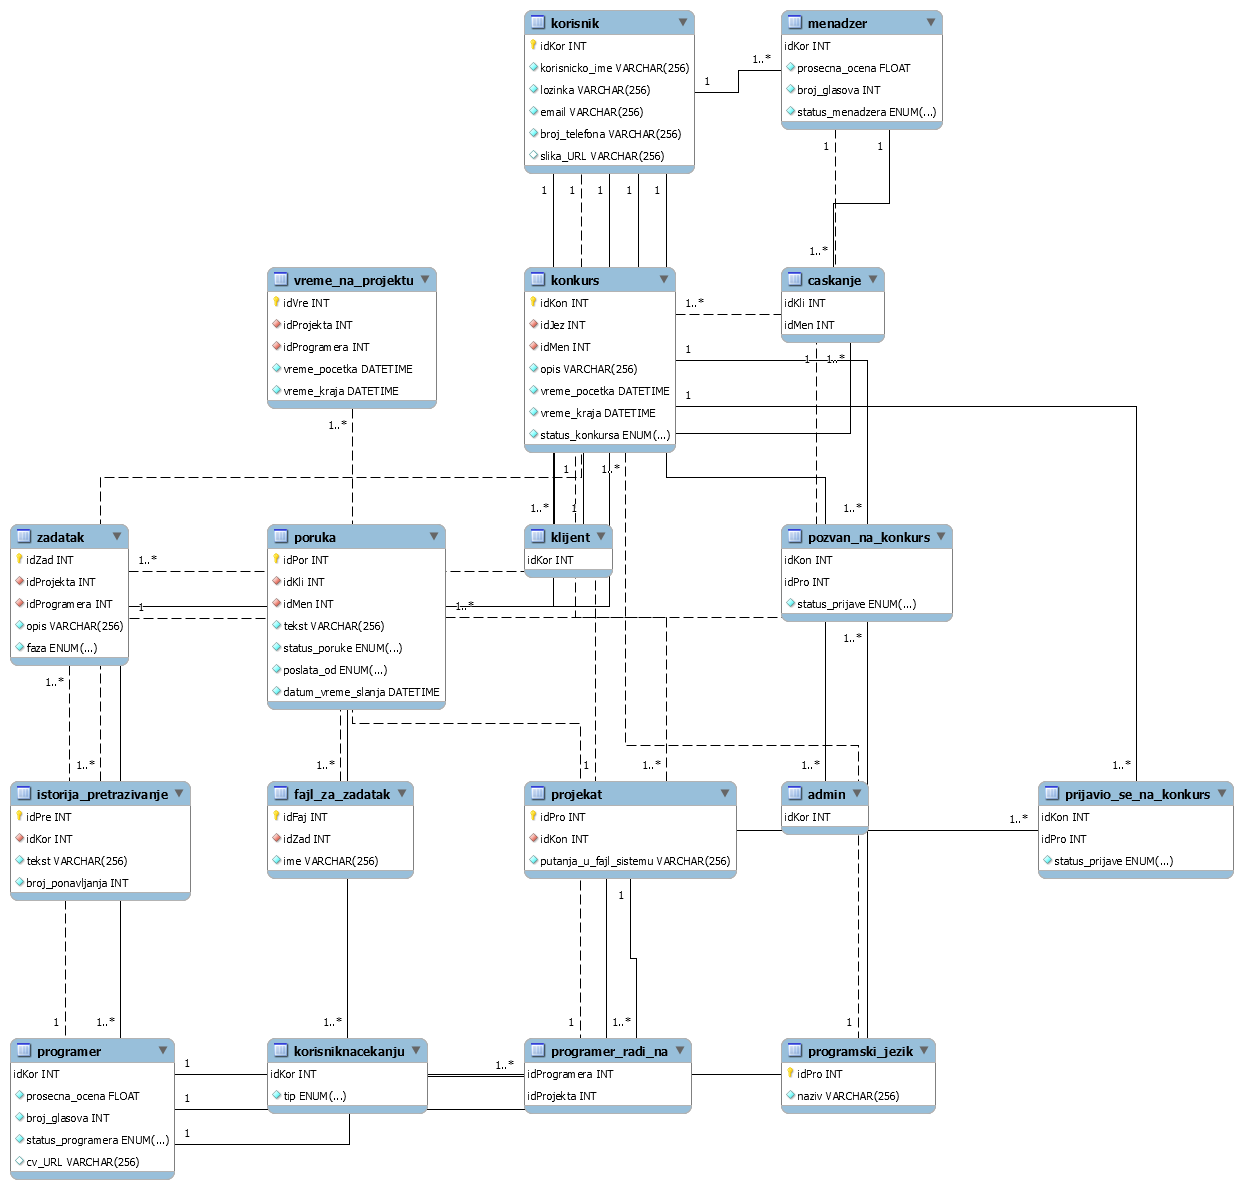 korisnik
idKor INT
korisnicko_ime VARCHAR(256)
lozinka VARCHAR(256)
email VARCHAR(256)
broj_telefona VARCHAR(256)
slika_URL VARCHAR(256)
menadzer
idKor INT
prosecna_ocena FLOAT
broj_glasova INT
status_menadzera ENUM(...)
1
1..*
1
1
1
1
1
1
1
1..*
vreme_na_projektu
idVre INT
idProjekta INT
idProgramera INT
vreme_pocetka DATETIME
vreme_kraja DATETIME
konkurs
idKon INT
idJez INT
idMen INT
opis VARCHAR(256)
vreme_pocetka DATETIME
vreme_kraja DATETIME
status_konkursa ENUM(...)
caskanje
idKli INT
idMen INT
1..*
1
1
1
1..*
1..*
1
1..*
1..*
1
1..*
zadatak
idZad INT
idProjekta INT
idProgramera INT
opis VARCHAR(256)
faza ENUM(...)
poruka
idPor INT
idKli INT
idMen INT
tekst VARCHAR(256)
status_poruke ENUM(...)
poslata_od ENUM(...)
datum_vreme_slanja DATETIME
klijent
idKor INT
pozvan_na_konkurs
idKon INT
idPro INT
status_prijave ENUM(...)
1..*
1
1..*
1..*
1..*
1..*
1..*
1
1..*
1..*
1..*
istorija_pretrazivanje
idPre INT
idKor INT
tekst VARCHAR(256)
broj_ponavljanja INT
fajl_za_zadatak
idFaj INT
idZad INT
ime VARCHAR(256)
projekat
idPro INT
idKon INT
putanja_u_fajl_sistemu VARCHAR(256)
admin
idKor INT
prijavio_se_na_konkurs
idKon INT
idPro INT
status_prijave ENUM(...)
1..*
1
1
1..*
1..*
1
1..*
1
programer
idKor INT
prosecna_ocena FLOAT
broj_glasova INT
status_programera ENUM(...)
cv_URL VARCHAR(256)
korisniknacekanju
idKor INT
tip ENUM(...)
programer_radi_na
idProgramera INT
idProjekta INT
programski_jezik
idPro INT
naziv VARCHAR(256)
1
1..*
1
1